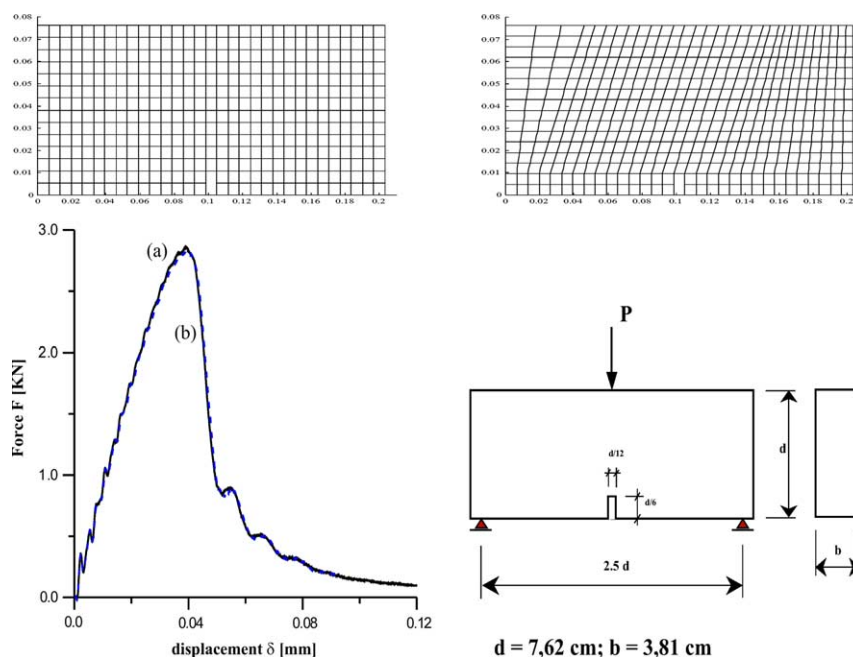 0.08
0.07
0.06
0.05
0.04
0.03
0.02
0.01
0
0 0.02 0.04 0.06 0.08 0.1 0.12 0.14 0.16 0.18 0.2
0.08
0.07
0.06
0.05
0.04
0.03
0.02
0.01
0
0 0.02 0.04 0.06 0.08 0.1 0.12 0.14 0.16 0.18 0.2
3.0
2.0
1.0
0.0
Force F [KN]
(a)
(b)
0.0 0.04 0.08 0.12
displacement δ [mm]
P
d/12
d/6
d
2.5 d
b
d = 7,62 cm; b = 3,81 cm